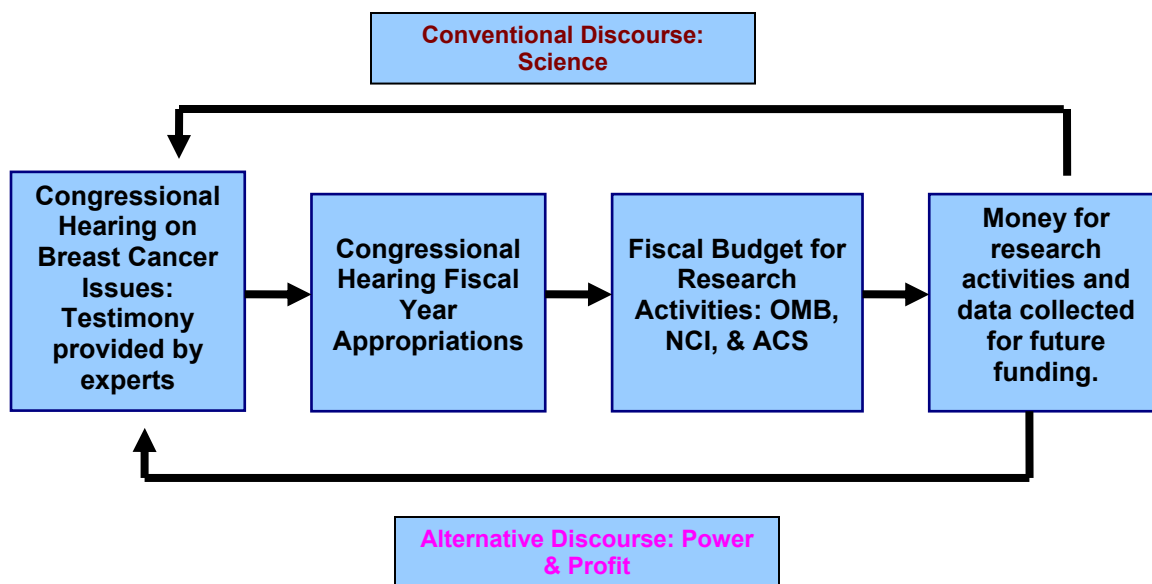 Conventional Discourse:
Science
Congressional
Hearing on
Breast Cancer
Issues:
Testimony
provided by
experts
Congressional
Hearing Fiscal
Year
Appropriations
Fiscal Budget for
Research
Activities: OMB,
NCI, & ACS
Money for
research
activities and
data collected
for future
funding.
Alternative Discourse: Power
& Profit